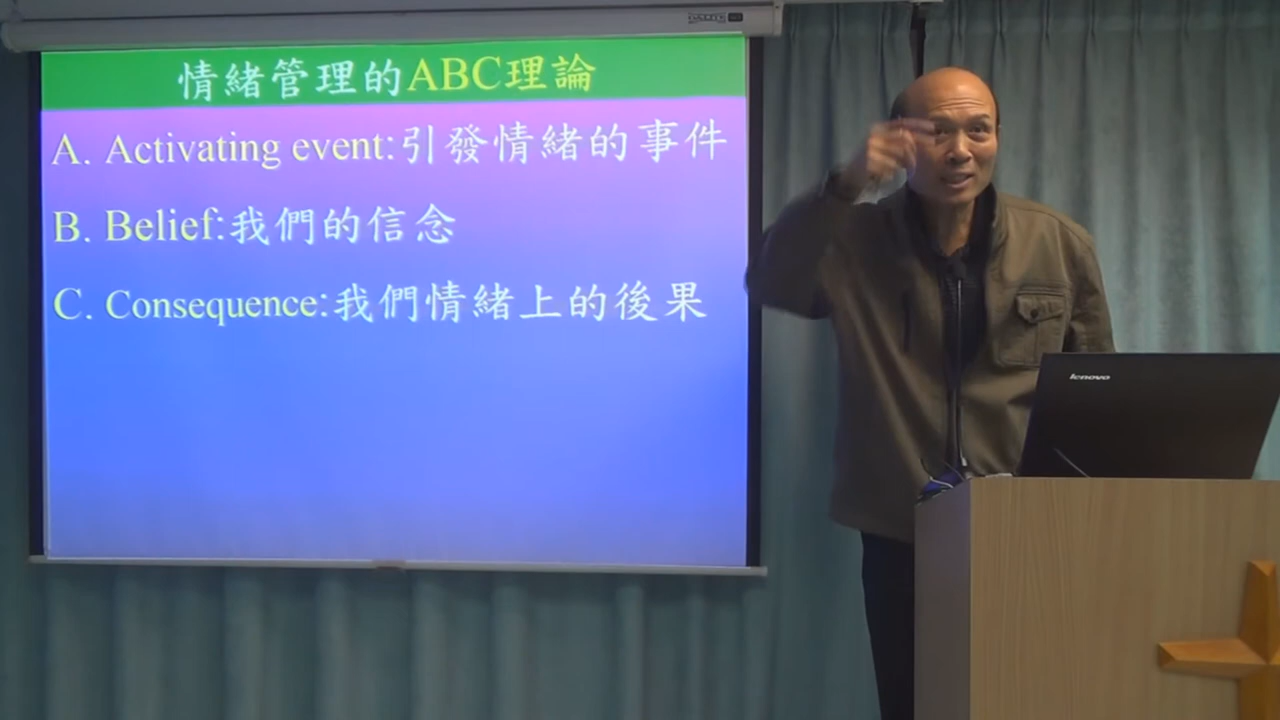 情緒管理的ABC理論
A. Activating event:引發情緒的事件
B. Belief:我們的信念
C. Consequence:我們情緒上的後果
lenovo